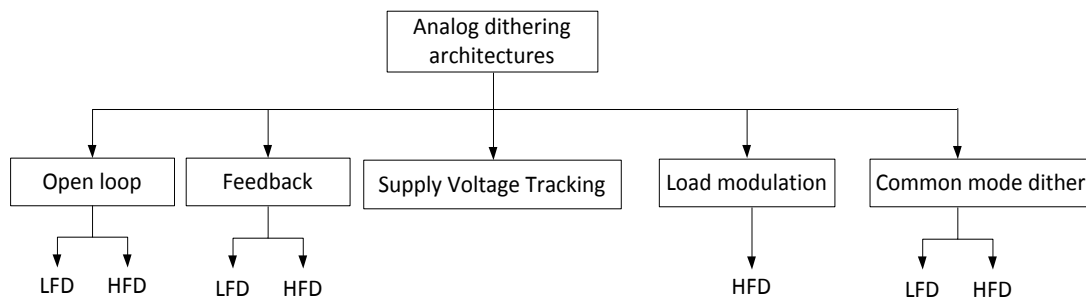 Analog dithering
architectures
Open loop
Feedback
Supply Voltage Tracking
Load modulation
Common mode dither
LFD
HFD
LFD
HFD
HFD
LFD
HFD